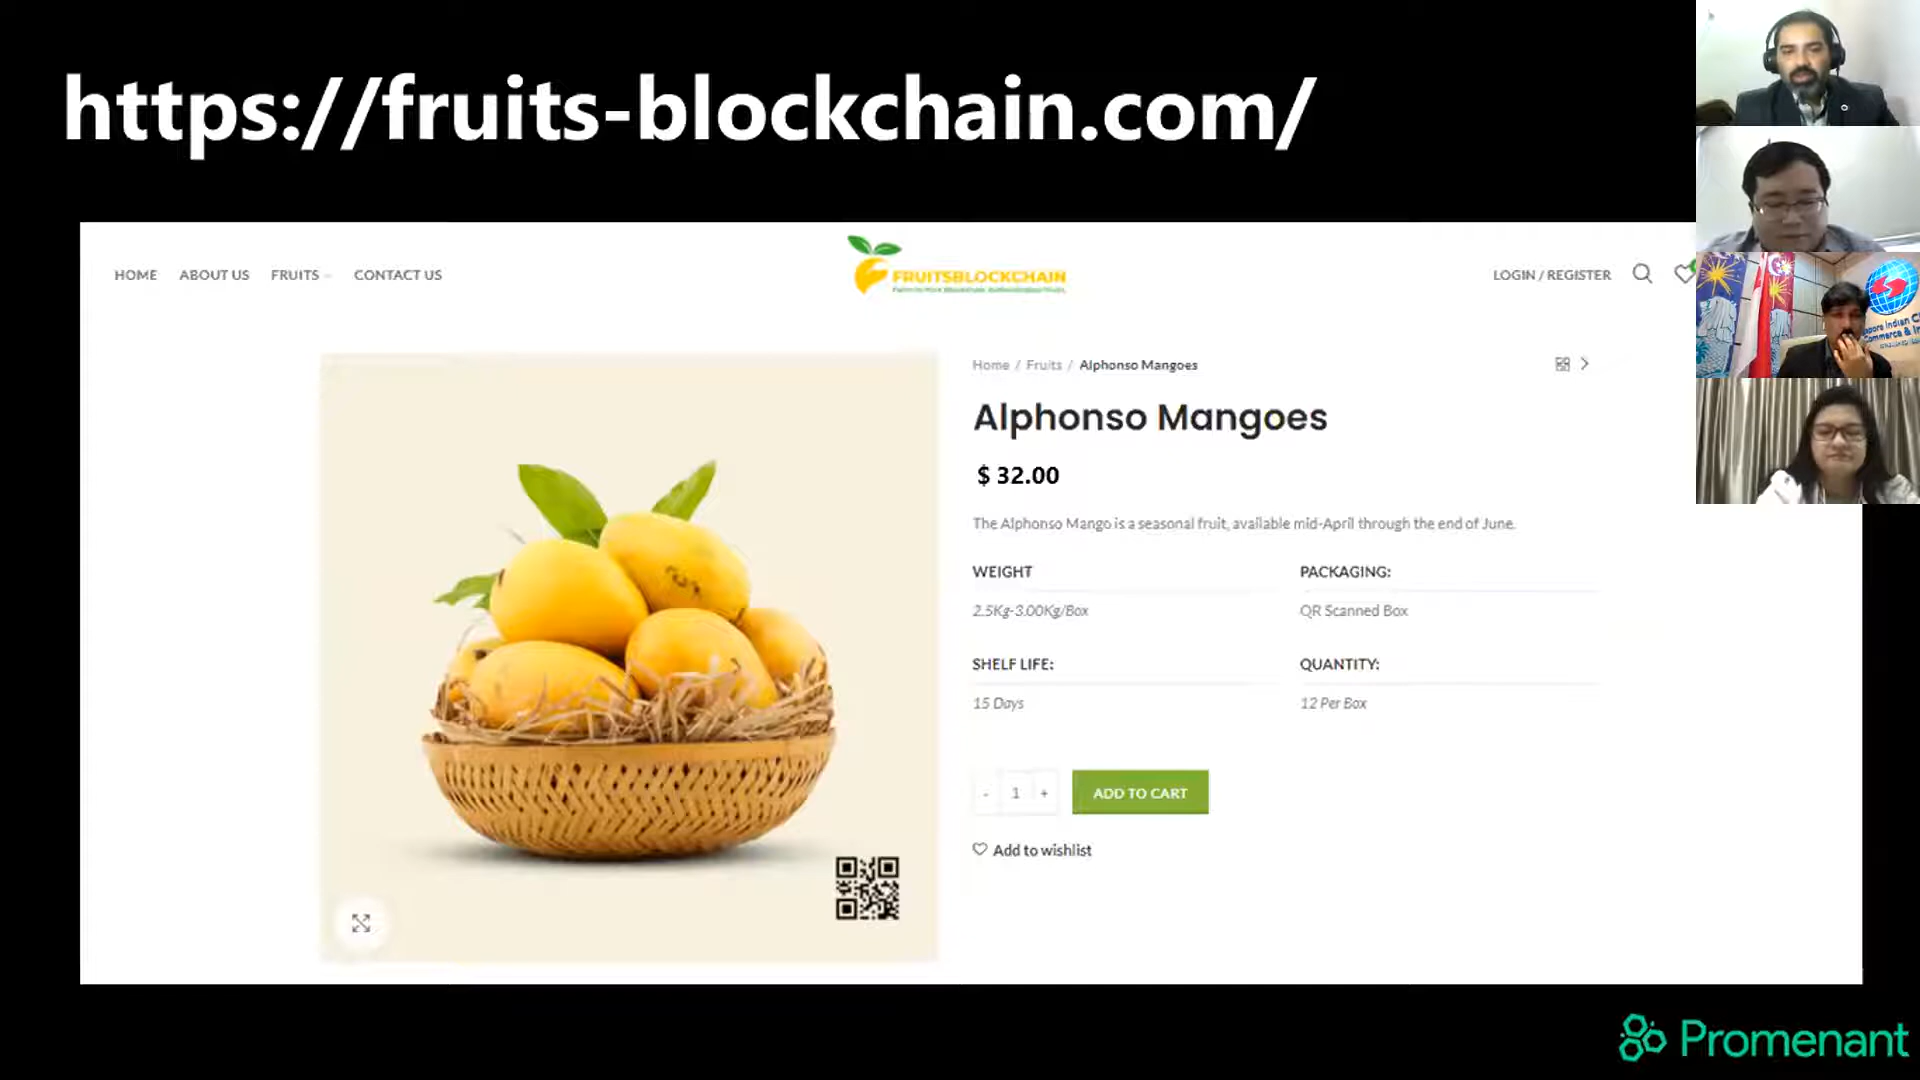 https://fruits-blockchain.com/
HOME ABOUT US FRUITS CONTACT US
FRUITSBLOCKCHAIN
LOGIN / REGISTER
Home / Fruits / Alphonso Mangoes
Alphonso Mangoes
$ 32.00
The Alphonso Mango is a seasonal fruit, available mid-April through the end of June.
WEIGHT
PACKAGING:
2.5Kg-3.00Kg/Box
QR Scanned Box
SHELF LIFE:
QUANTITY:
15 Days
12 Per Box
- 1 +
ADD TO CART
Add to wishlist
Indian
Commerce &
Promenant